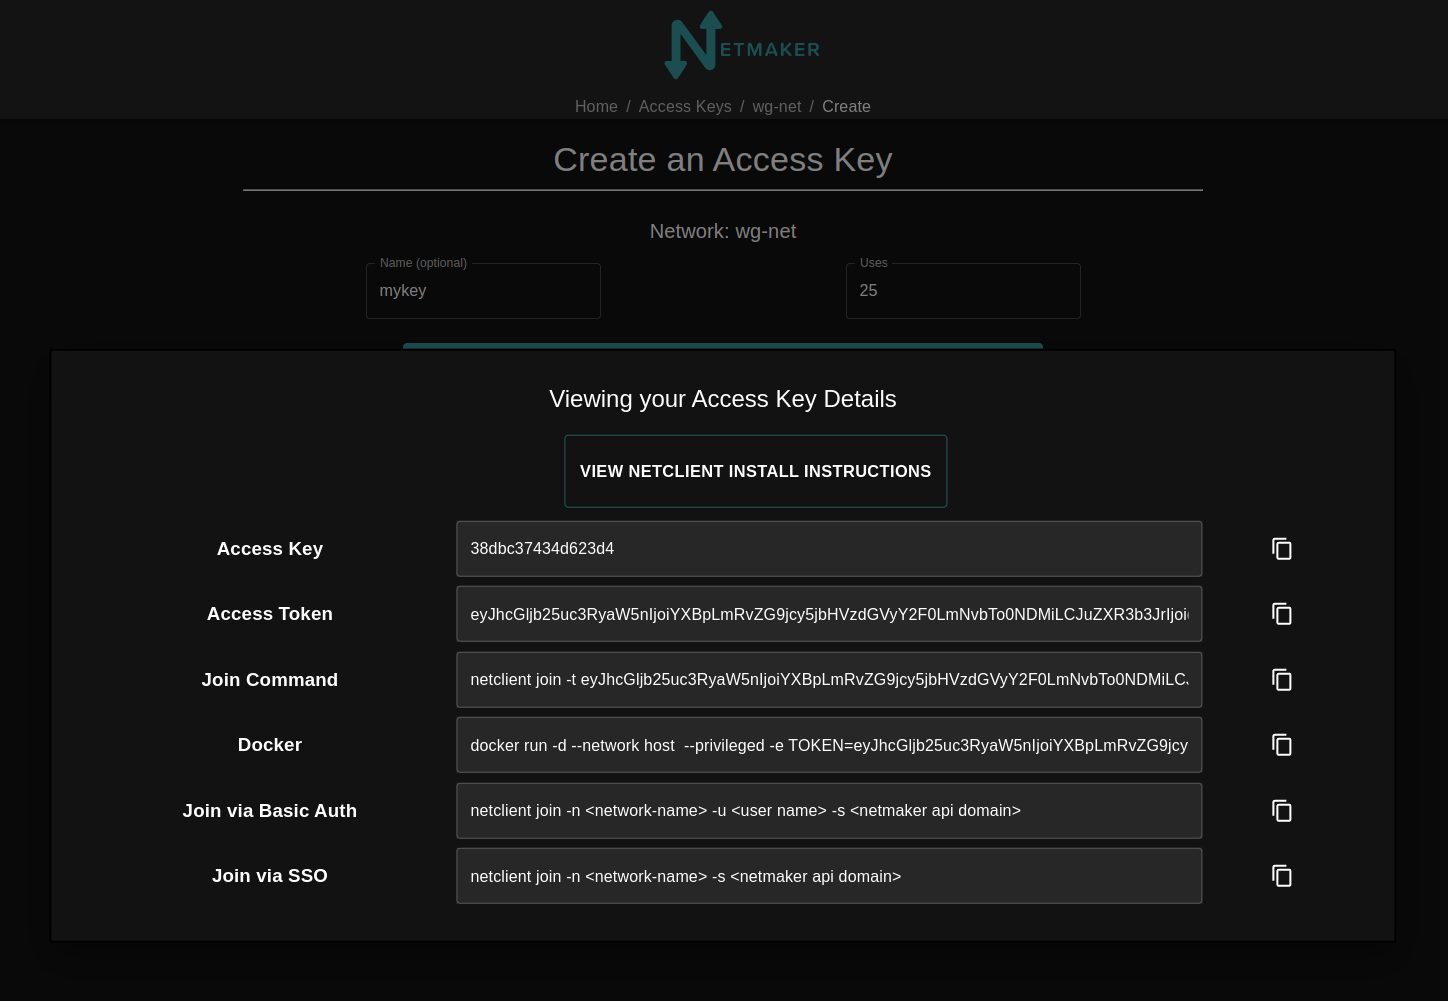 NETMAKER
Home / Access Keys / wg-net / Create
Create an Access Key
Network: wg-net
Name (optional)
mykey
Uses
25
Viewing your Access Key Details
VIEW NETCLIENT INSTALL INSTRUCTIONS
Access Key
38dbc37434d623d4
Access Token
eyJhcGljb25uc3RyaW5nIjoiYXBpLmRvZG9jcy5jbHVzdGVyY2F0LmNvbTo0NDMiLCJuZXR3b3JrIjoi
Join Command
netclient join -t eyJhcGljb25uc3RyaW5nIjoiYXBpLmRvZG9jcy5jbHVzdGVyY2F0LmNvbTo0NDMiLCJ
Docker
docker run -d --network host  --privileged -e TOKEN=eyJhcGljb25uc3RyaW5nIjoiYXBpLmRvZG9jcy
Join via Basic Auth
netclient join -n <network-name> -u <user name> -s <netmaker api domain>
Join via SSO
netclient join -n <network-name> -s <netmaker api domain>